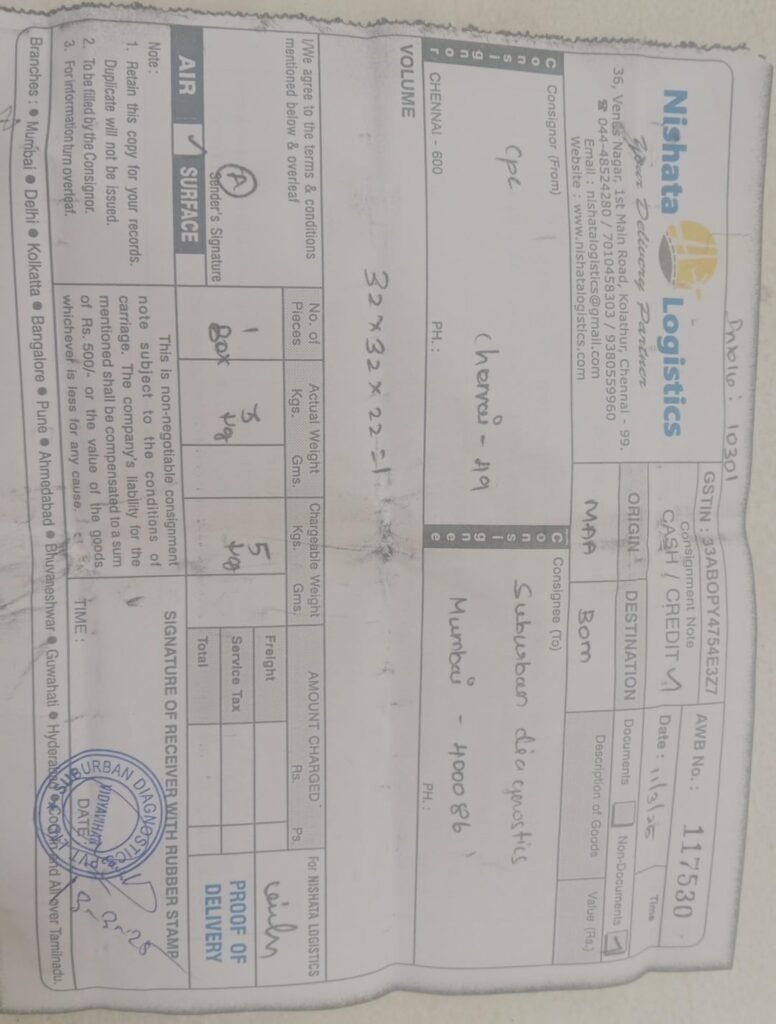 Nishata Logistics
Your Delivery Partner
36, Venus Nagar, 1st Main Road, Kolathur, Chennai - 99.
☎ 044-48524280 / 7010458303 / 9380559960
Email : nishatalogistics@gmail.com
Website : www.nishatalogistics.com
10301
GSTIN : 33ABOPY4754E3Z7
Consignment Note
CASH / CREDIT ✓
AWB No. : 117530
Date : 11/3/25
Time
ORIGIN
DESTINATION
MAA
BOM
Documents
Non-Documents ✓
Description of Goods
Value (Rs.)
Consignor
Consignor (From)
CPC
Chennai - 49
CHENNAI - 600
PH. :
Consignee
Consignee (To)
Suburban diagnostics
Mumbai - 400086
PH. :
VOLUME
32 x 32 x 22 = 1
I/We agree to the terms & conditions
mentioned below & overleaf
A
Sender's Signature
AIR ✓ SURFACE
Note :
1. Retain this copy for your records.
Duplicate will not be issued.
2. To be filled by the Consignor.
3. For information turn overleaf.
No. of
Pieces
Actual Weight
Kgs. Gms.
Chargeable Weight
Kgs. Gms.
AMOUNT CHARGED
Rs. Ps.
1
Box
3
kg
5
kg
Freight
Service Tax
Total
For NISHATA LOGISTICS
PROOF OF
DELIVERY
This is non-negotiable consignment
note subject to the conditions of
carriage. The company's liability for the
mentioned shall be compensated to a sum
of Rs. 500/- or the value of the goods
whichever is less for any cause.
SIGNATURE OF RECEIVER WITH RUBBER STAMP
TIME :
DATE
SUBURBAN DIAGNOSTICS
VIDYAVIHAR
Branches : ● Mumbai ● Delhi ● Kolkatta ● Bangalore ● Pune ● Ahmedabad ● Bhuvaneshwar ● Guwahati ● Hyderabad ● Cochin and All over Tamilnadu.